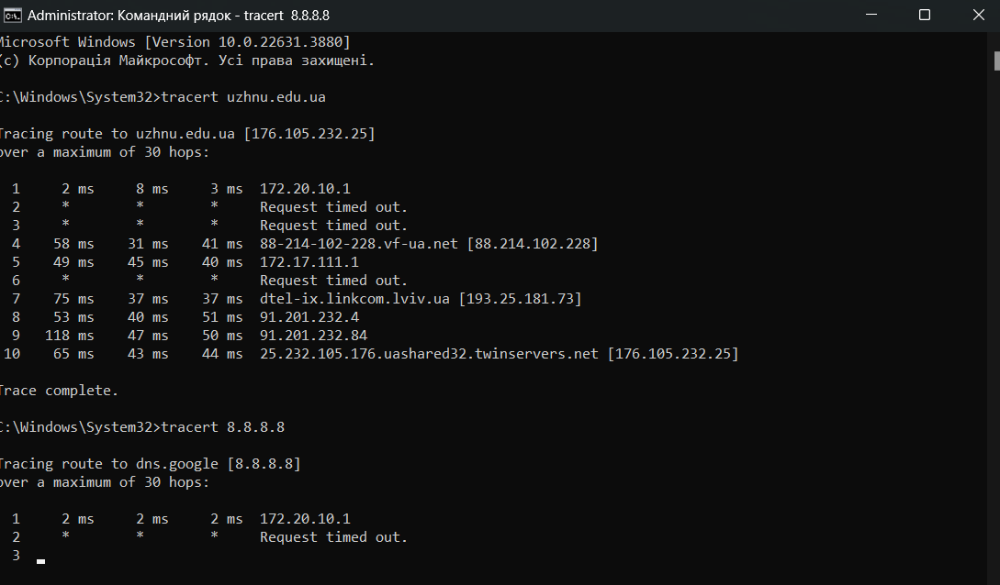 Administrator: Командний рядок - tracert 8.8.8.8
Microsoft Windows [Version 10.0.22631.3880]
(c) Корпорація Майкрософт. Усі права захищені.
C:\Windows\System32>tracert uzhnu.edu.ua
Tracing route to uzhnu.edu.ua [176.105.232.25]
over a maximum of 30 hops:
1 2 ms 8 ms 3 ms 172.20.10.1
2 * * * Request timed out.
3 * * * Request timed out.
4 58 ms 31 ms 41 ms 88-214-102-228.vf-ua.net [88.214.102.228]
5 49 ms 45 ms 40 ms 172.17.111.1
6 * * * Request timed out.
7 75 ms 37 ms 37 ms dtel-ix.linkcom.lviv.ua [193.25.181.73]
8 53 ms 40 ms 51 ms 91.201.232.4
9 118 ms 47 ms 50 ms 91.201.232.84
10 65 ms 43 ms 44 ms 25.232.105.176.uashared32.twinservers.net [176.105.232.25]
Trace complete.
C:\Windows\System32>tracert 8.8.8.8
Tracing route to dns.google [8.8.8.8]
over a maximum of 30 hops:
1 2 ms 2 ms 2 ms 172.20.10.1
2 * * * Request timed out.
3